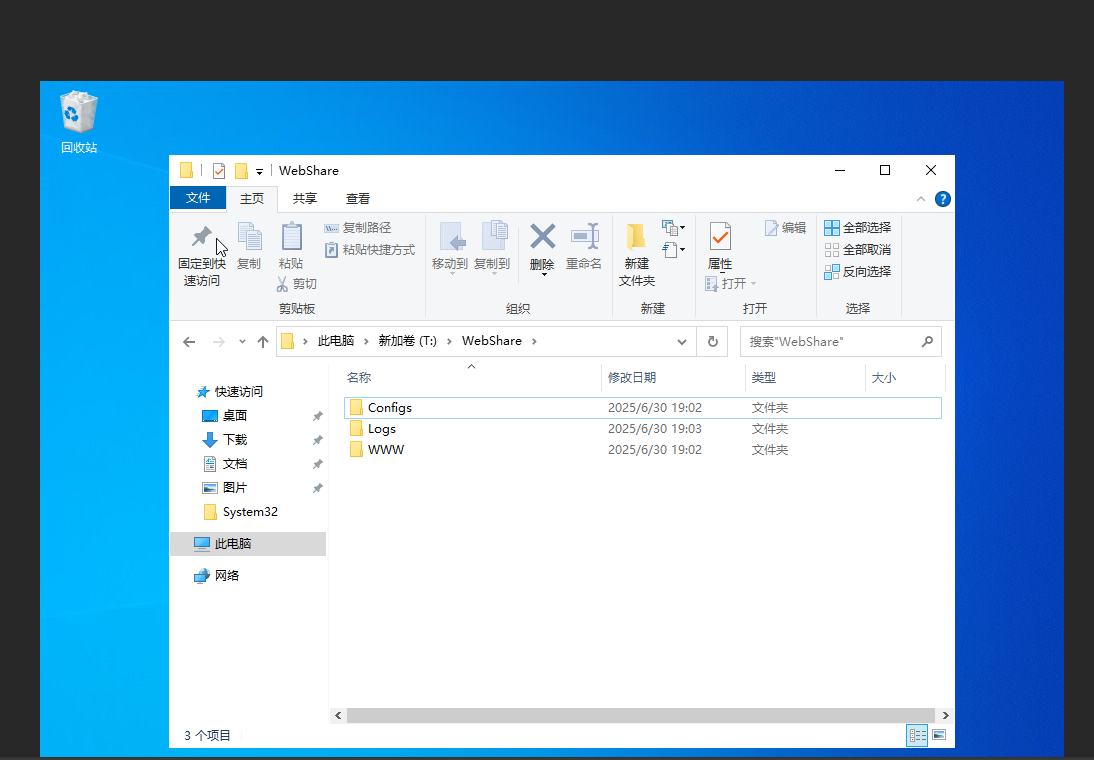 回收站
WebShare
文件 主页 共享 查看
固定到快速访问
复制
粘贴
复制路径
粘贴快捷方式
剪切
剪贴板
移动到 复制到 删除 重命名
组织
新建
文件夹
新建
属性
打开
编辑
打开
全部选择
全部取消
反向选择
选择
此电脑 › 新加卷 (T:) › WebShare ›
搜索"WebShare"
名称 修改日期 类型 大小
快速访问
桌面
下载
文档
图片
System32
此电脑
网络
Configs 2025/6/30 19:02 文件夹
Logs 2025/6/30 19:03 文件夹
WWW 2025/6/30 19:02 文件夹
3 个项目